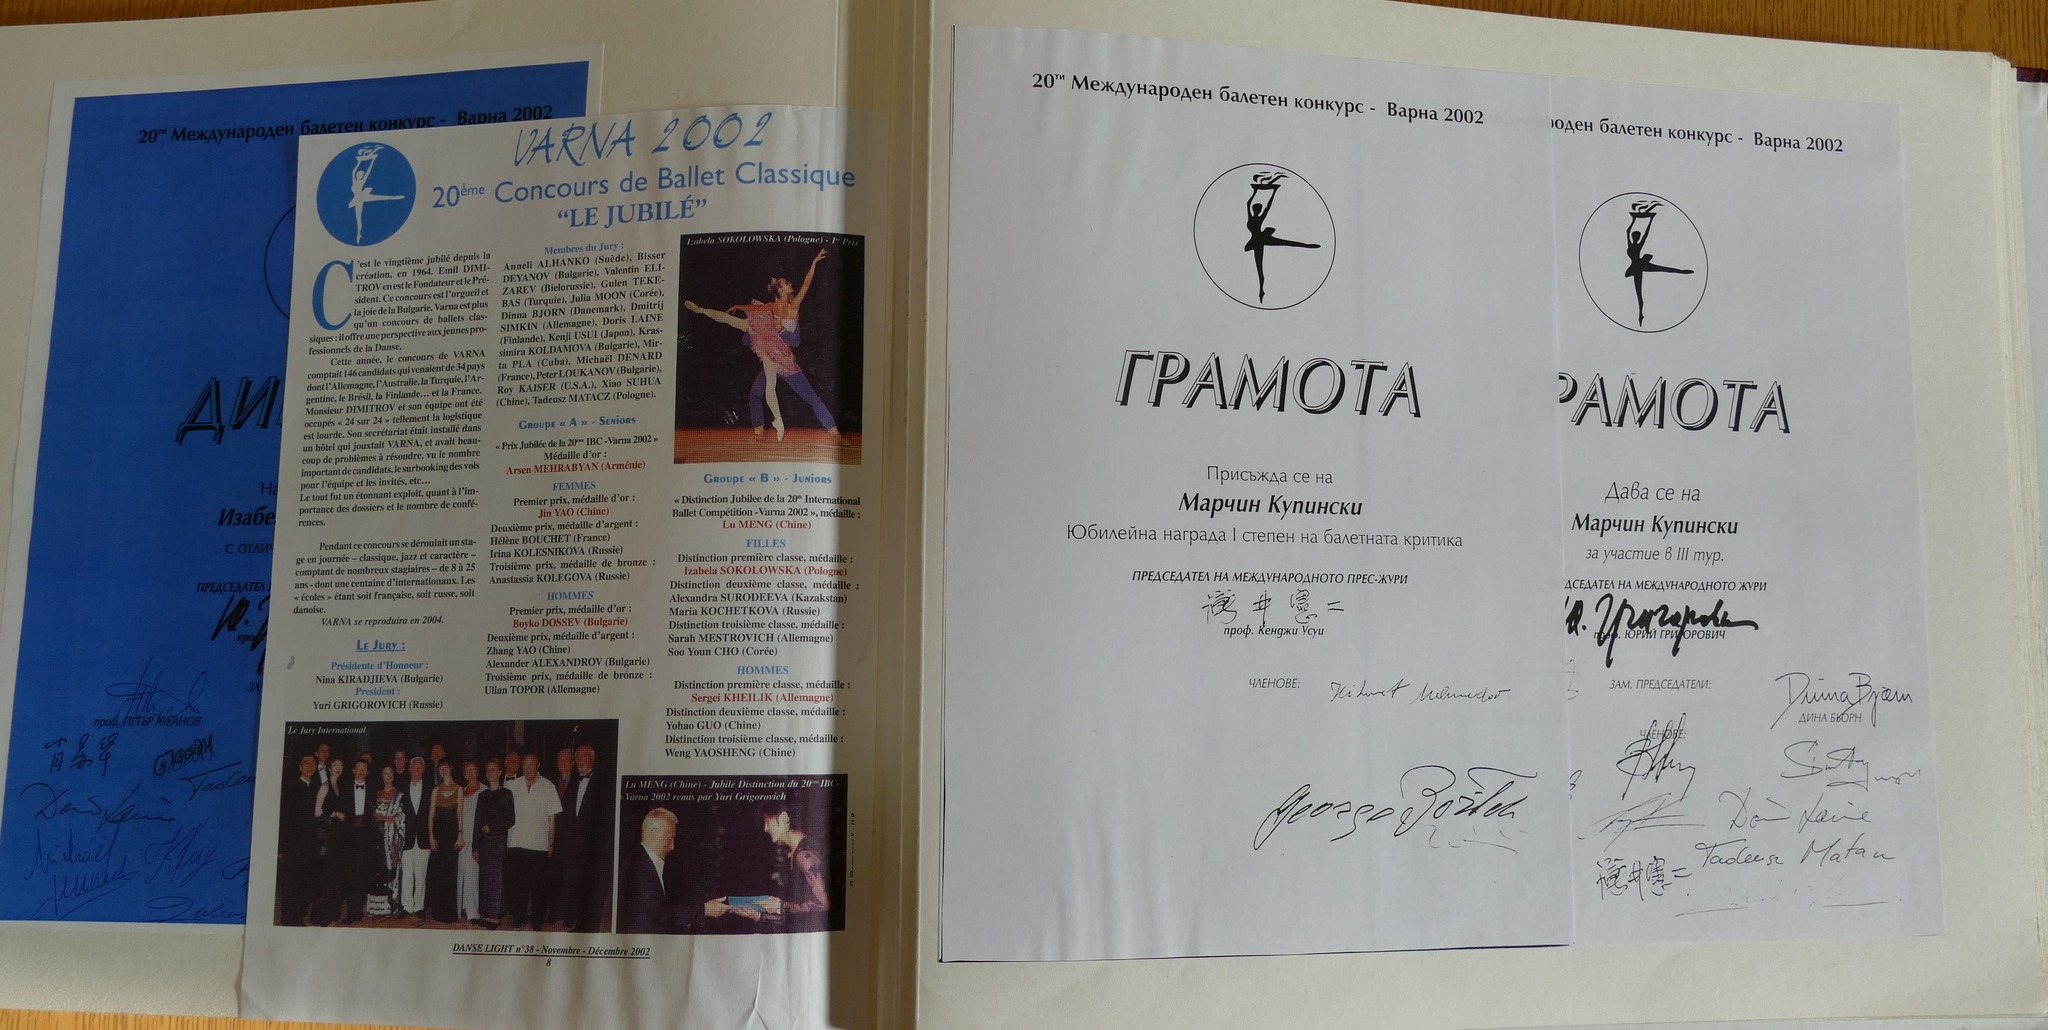 20ти Международен балетен конкурс - Варна 2002
ДИ
На
Изабе
с отли
ПРЕДСЕДАТЕЛ
проф. ПЕТЪР ЛУКАНОВ
VARNA 2002
20ème Concours de Ballet Classique
“LE JUBILÉ”
C’est le vingtième jubilé depuis la
création, en 1964. Emil DIMI-
TROV en est le Fondateur et le Pré-
sident. Ce concours est l'orgueil et
la joie de la Bulgarie. Varna est plus
qu'un concours de ballets clas-
siques : il offre une perspective aux jeunes pro-
fessionnels de la Danse.
Cette année, le concours de VARNA
comptait 146 candidats qui venaient de 34 pays
dont l'Allemagne, l'Australie, la Turquie, l'Ar-
gentine, le Brésil, la Finlande... et la France.
Monsieur DIMITROV et son équipe ont été
occupés « 24 sur 24 » tellement la logistique
est lourde. Son secrétariat était installé dans
un hôtel qui jouxtait VARNA, et avait beau-
coup de problèmes à résoudre, vu le nombre
important de candidats, le surbooking des vols
pour l'équipe et les invités, etc...
Le tout fut un étonnant exploit, quant à l'im-
portance des dossiers et le nombre de confé-
rences.
Pendant ce concours se déroulait un sta-
ge en journée – classique, jazz et caractère –
comptant de nombreux stagiaires – de 8 à 25
ans - dont une centaine d'internationaux. Les
« écoles » étant soit française, soit russe, soit
danoise.
VARNA se reproduira en 2004.
Le Jury :
Présidente d'Honneur :
Nina KIRADJIEVA (Bulgarie)
President :
Yuri GRIGOROVICH (Russie)
Membres du Jury :
Anneli ALHANKO (Suède), Bisser
DEYANOV (Bulgarie), Valentin ELI-
ZAREV (Bielorussie), Gulen TEKE-
BAS (Turquie), Julia MOON (Corée),
Dinna BJORN (Danemark), Dmitrij
SIMKIN (Allemagne), Doris LAINE
(Finlande), Kenji USUI (Japon), Kras-
simira KOLDAMOVA (Bulgarie), Mir-
ta PLA (Cuba), Michaël DENARD
(France), Peter LOUKANOV (Bulgarie),
Roy KAISER (U.S.A.), Xiao SUHUA
(Chine), Tadeusz MATACZ (Pologne).
Groupe « A » - Seniors
« Prix Jubilée de la 20ème IBC -Varna 2002 »
Médaille d'or :
Arsen MEHRABYAN (Arménie)
FEMMES
Premier prix, médaille d'or :
Jin YAO (Chine)
Deuxième prix, médaille d'argent :
Hélène BOUCHET (France)
Irina KOLESNIKOVA (Russie)
Troisième prix, médaille de bronze :
Anastassia KOLEGOVA (Russie)
HOMMES
Premier prix, médaille d'or :
Boyko DOSSEV (Bulgarie)
Deuxième prix, médaille d'argent :
Zhang YAO (Chine)
Alexander ALEXANDROV (Bulgarie)
Troisième prix, médaille de bronze :
Ulian TOPOR (Allemagne)
Izabela SOKOLOWSKA (Pologne) - 1er Prix
Groupe « B » - Juniors
« Distinction Jubilee de la 20th International
Ballet Compétition -Varna 2002 », médaille :
Lu MENG (Chine)
FILLES
Distinction première classe, médaille :
Izabela SOKOLOWSKA (Pologne)
Distinction deuxième classe, médaille :
Alexandra SURODEEVA (Kazakstan)
Maria KOCHETKOVA (Russie)
Distinction troisième classe, médaille :
Sarah MESTROVICH (Allemagne)
Soo Youn CHO (Corée)
HOMMES
Distinction première classe, médaille :
Sergei KHEILIK (Allemagne)
Distinction deuxième classe, médaille :
Yohao GUO (Chine)
Distinction troisième classe, médaille :
Weng YAOSHENG (Chine)
Le Jury International
Lu MENG (Chine) - Jubilé Distinction du 20ème IBC-
Varna 2002 remis par Yuri Grigorovich
DANSE LIGHT n°38 - Novembre - Décembre 2002
8
20ти Международен балетен конкурс - Варна 2002
ГРАМОТА
Присъжда се на
Марчин Купински
Юбилейна награда I степен на балетната критика
ПРЕДСЕДАТЕЛ НА МЕЖДУНАРОДНОТО ПРЕС-ЖУРИ
проф. Кенджи Усуи
ЧЛЕНОВЕ:
роден балетен конкурс - Варна 2002
РАМОТА
Дава се на
Марчин Купински
за участие в III тур.
ДСЕДАТЕЛ НА МЕЖДУНАРОДНОТО ЖУРИ
Ю. Григорович
проф. ЮРИЙ ГРИГОРОВИЧ
ЗАМ. ПРЕДСЕДАТЕЛИ:
Dinna Bjørn
ДИНА БЬОРН
ЧЛЕНОВЕ:
Doris Laine
Tadeusz Matacz